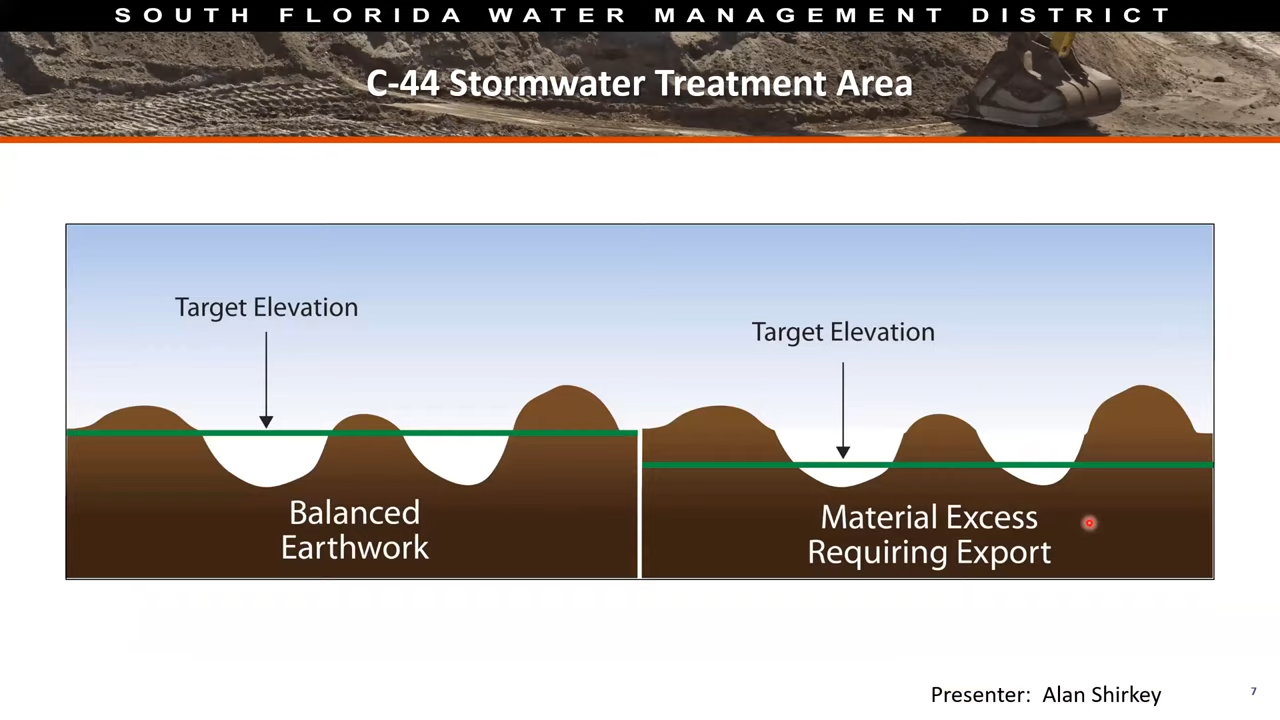 SOUTH FLORIDA WATER MANAGEMENT DISTRICT
C-44 Stormwater Treatment Area
Target Elevation
Balanced
Earthwork
Target Elevation
Material Excess
Requiring Export
Presenter: Alan Shirkey
7